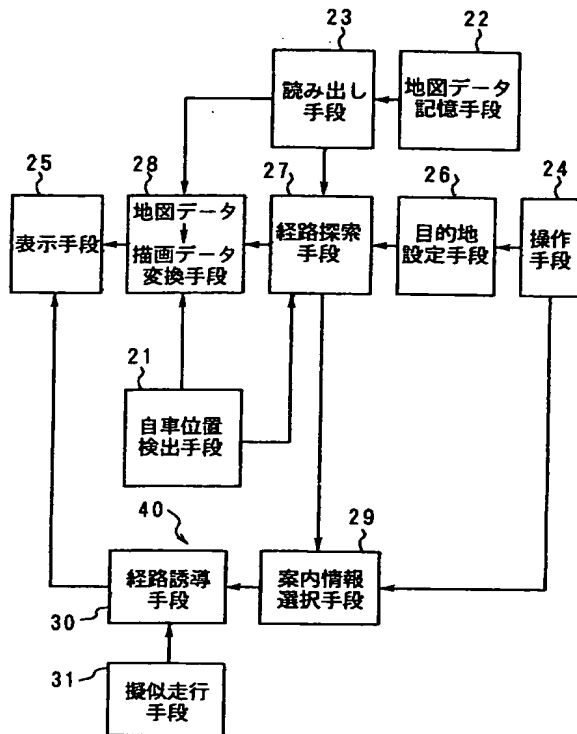 23
22
読み出し
手段
地図データ
記憶手段
25
28
27
26
24
表示手段
地図データ
描画データ
変換手段
経路探索
手段
目的地
設定手段
操作
手段
21
自車位置
検出手段
40
29
経路誘導
手段
案内情報
選択手段
30
31
擬似走行
手段